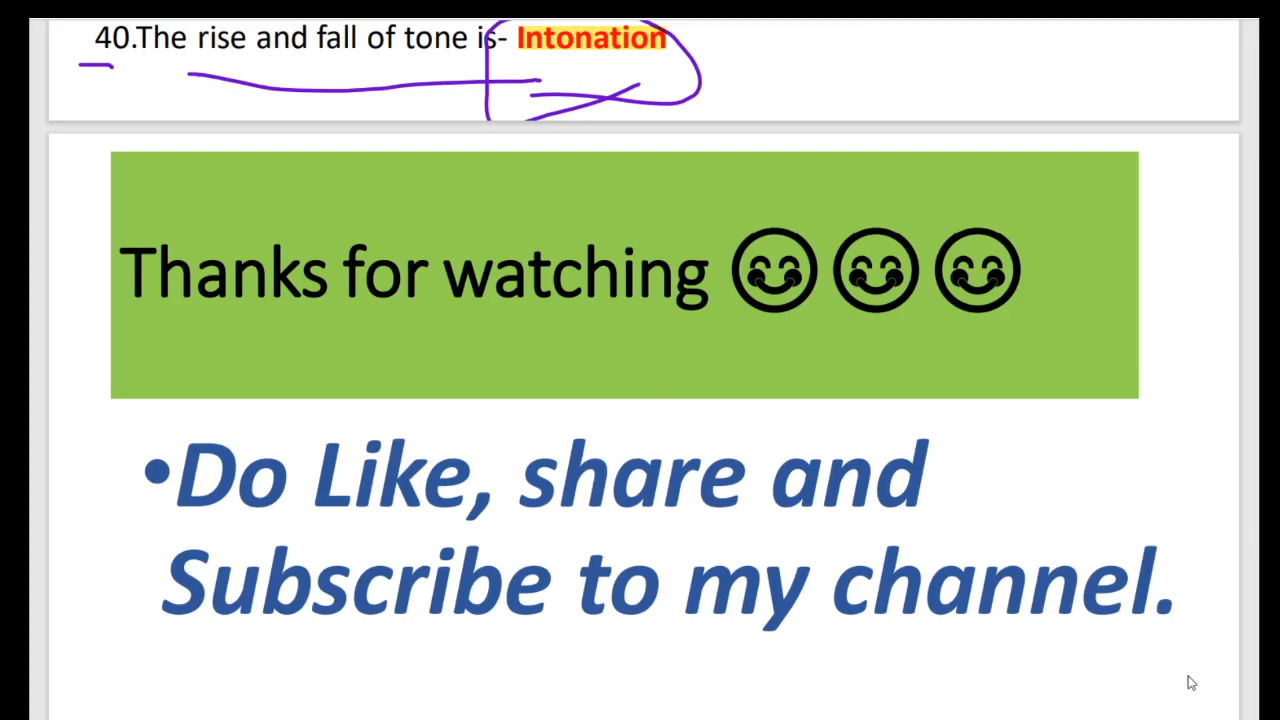 40.The rise and fall of tone is- Intonation
Thanks for watching 😊😊😊
•Do Like, share and
Subscribe to my channel.